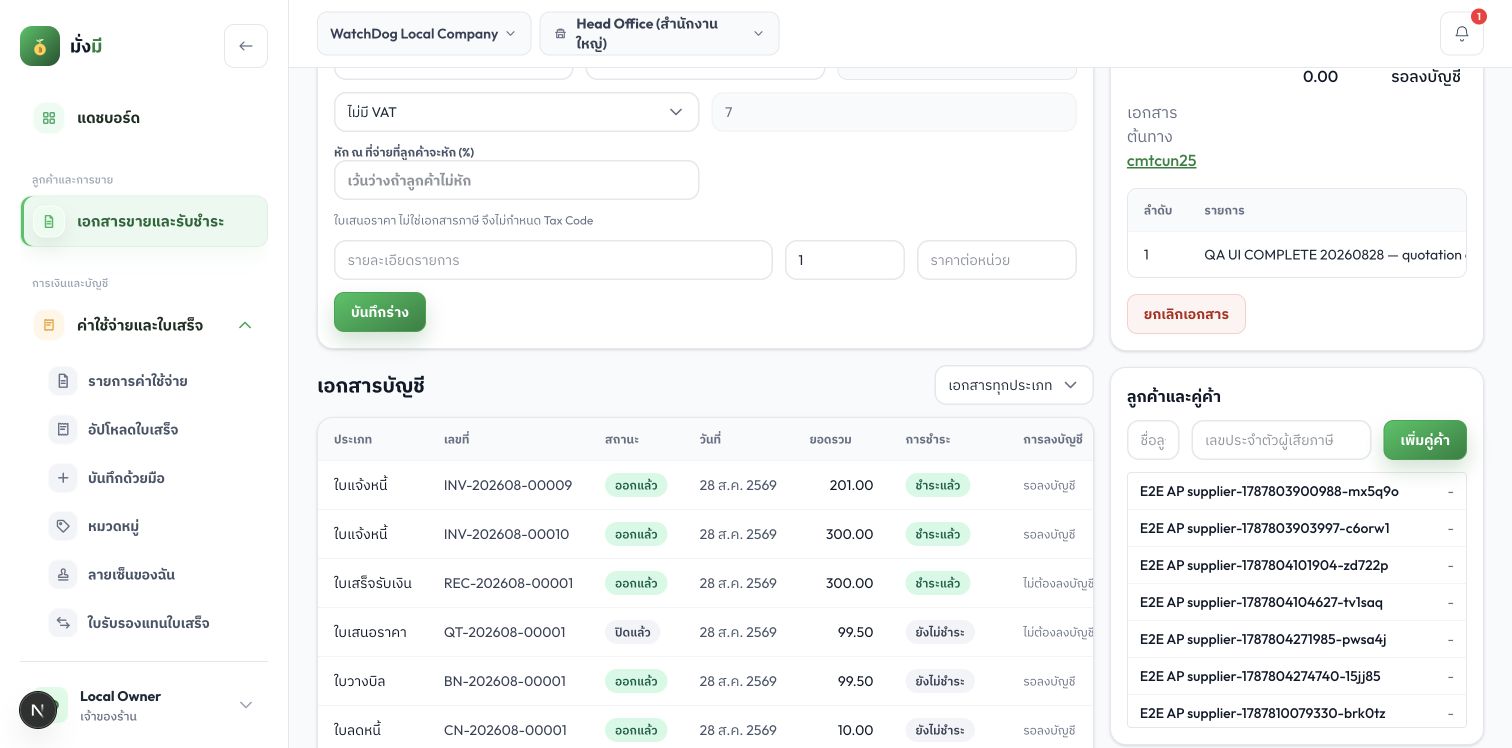 มั่งมี
แดชบอร์ด
ลูกค้าและการขาย
เอกสารขายและรับชำระ
การเงินและบัญชี
ค่าใช้จ่ายและใบเสร็จ
รายการค่าใช้จ่าย
อัปโหลดใบเสร็จ
บันทึกด้วยมือ
หมวดหมู่
ลายเซ็นของฉัน
ใบรับรองแทนใบเสร็จ
N
Local Owner
เจ้าของร้าน
WatchDog Local Company
Head Office (สำนักงาน
ใหญ่)
1
ไม่มี VAT
7
หัก ณ ที่จ่ายที่ลูกค้าจะหัก (%)
เว้นว่างถ้าลูกค้าไม่หัก
ใบเสนอราคา ไม่ใช่เอกสารภาษี จึงไม่กำหนด Tax Code
รายละเอียดรายการ 1 ราคาต่อหน่วย
บันทึกร่าง
เอกสารบัญชี
เอกสารทุกประเภท
ประเภท เลขที่ สถานะ วันที่ ยอดรวม การชำระ การลงบัญชี
ใบแจ้งหนี้ INV-202608-00009 ออกแล้ว 28 ส.ค. 2569 201.00 ชำระแล้ว รอลงบัญชี
ใบแจ้งหนี้ INV-202608-00010 ออกแล้ว 28 ส.ค. 2569 300.00 ชำระแล้ว รอลงบัญชี
ใบเสร็จรับเงิน REC-202608-00001 ออกแล้ว 28 ส.ค. 2569 300.00 ชำระแล้ว ไม่ต้องลงบัญชี
ใบเสนอราคา QT-202608-00001 ปิดแล้ว 28 ส.ค. 2569 99.50 ยังไม่ชำระ ไม่ต้องลงบัญชี
ใบวางบิล BN-202608-00001 ออกแล้ว 28 ส.ค. 2569 99.50 ยังไม่ชำระ รอลงบัญชี
ใบลดหนี้ CN-202608-00001 ออกแล้ว 28 ส.ค. 2569 10.00 ยังไม่ชำระ รอลงบัญชี
0.00 รอลงบัญชี
เอกสาร
ต้นทาง
cmtcun25
ลำดับ รายการ
1 QA UI COMPLETE 20260828 — quotation
ยกเลิกเอกสาร
ลูกค้าและคู่ค้า
ชื่อลู เลขประจำตัวผู้เสียภาษี เพิ่มคู่ค้า
E2E AP supplier-1787803900988-mx5q9o -
E2E AP supplier-1787803903997-c6orw1 -
E2E AP supplier-1787804101904-zd722p -
E2E AP supplier-1787804104627-tv1saq -
E2E AP supplier-1787804271985-pwsa4j -
E2E AP supplier-1787804274740-15jj85 -
E2E AP supplier-1787810079330-brk0tz -